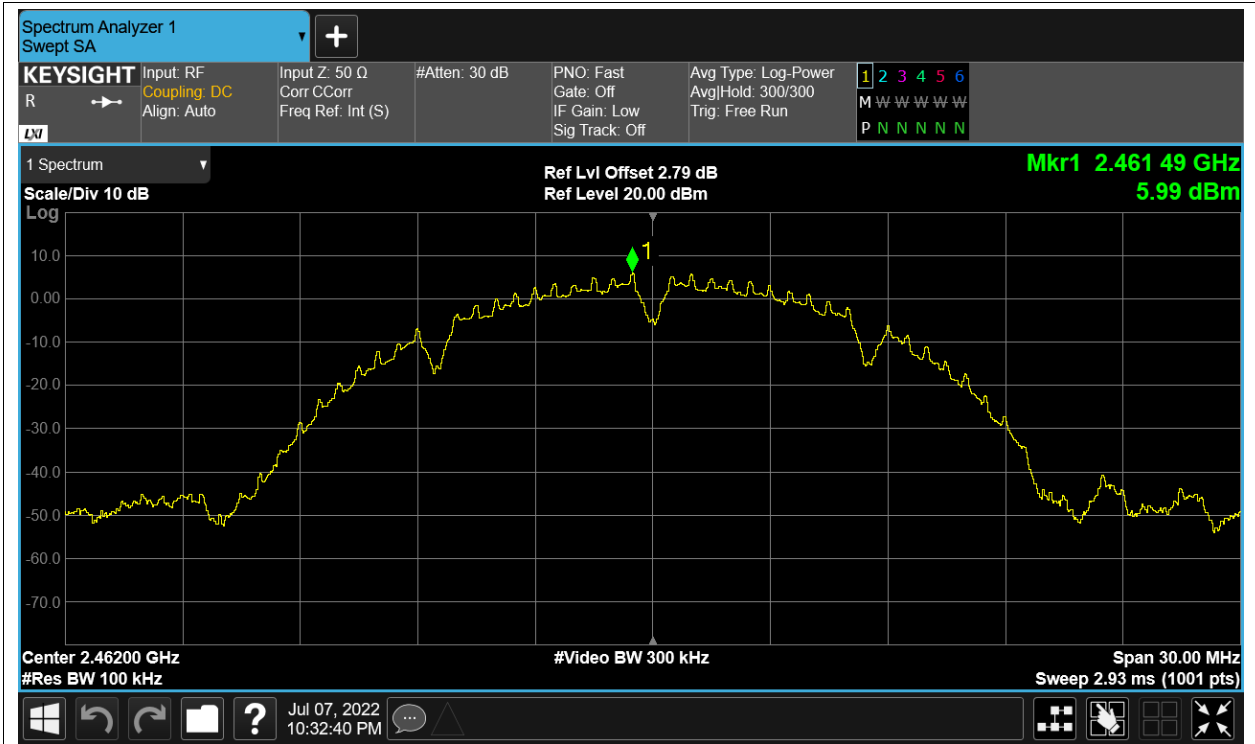 Spectrum Analyzer 1
Swept SA
+
KEYSIGHT
R
LXI
Input: RF
Coupling: DC
Align: Auto
Input Z: 50 Ω
Corr CCorr
Freq Ref: Int (S)
#Atten: 30 dB
PNO: Fast
Gate: Off
IF Gain: Low
Sig Track: Off
Avg Type: Log-Power
Avg|Hold: 300/300
Trig: Free Run
1 2 3 4 5 6
M W W W W W
P N N N N N
1 Spectrum
Scale/Div 10 dB
Log
Ref Lvl Offset 2.79 dB
Ref Level 20.00 dBm
Mkr1 2.461 49 GHz
5.99 dBm
1
10.0
0.00
-10.0
-20.0
-30.0
-40.0
-50.0
-60.0
-70.0
Center 2.46200 GHz
#Res BW 100 kHz
#Video BW 300 kHz
Span 30.00 MHz
Sweep 2.93 ms (1001 pts)
?
Jul 07, 2022
10:32:40 PM